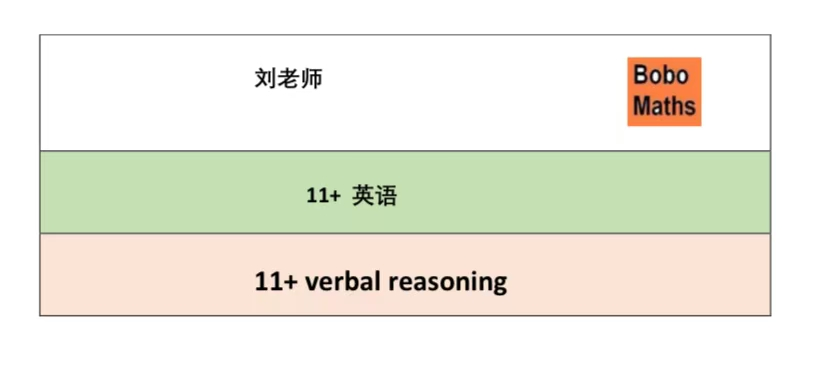 刘老师
Bobo
Maths
11+ 英语
11+ verbal reasoning